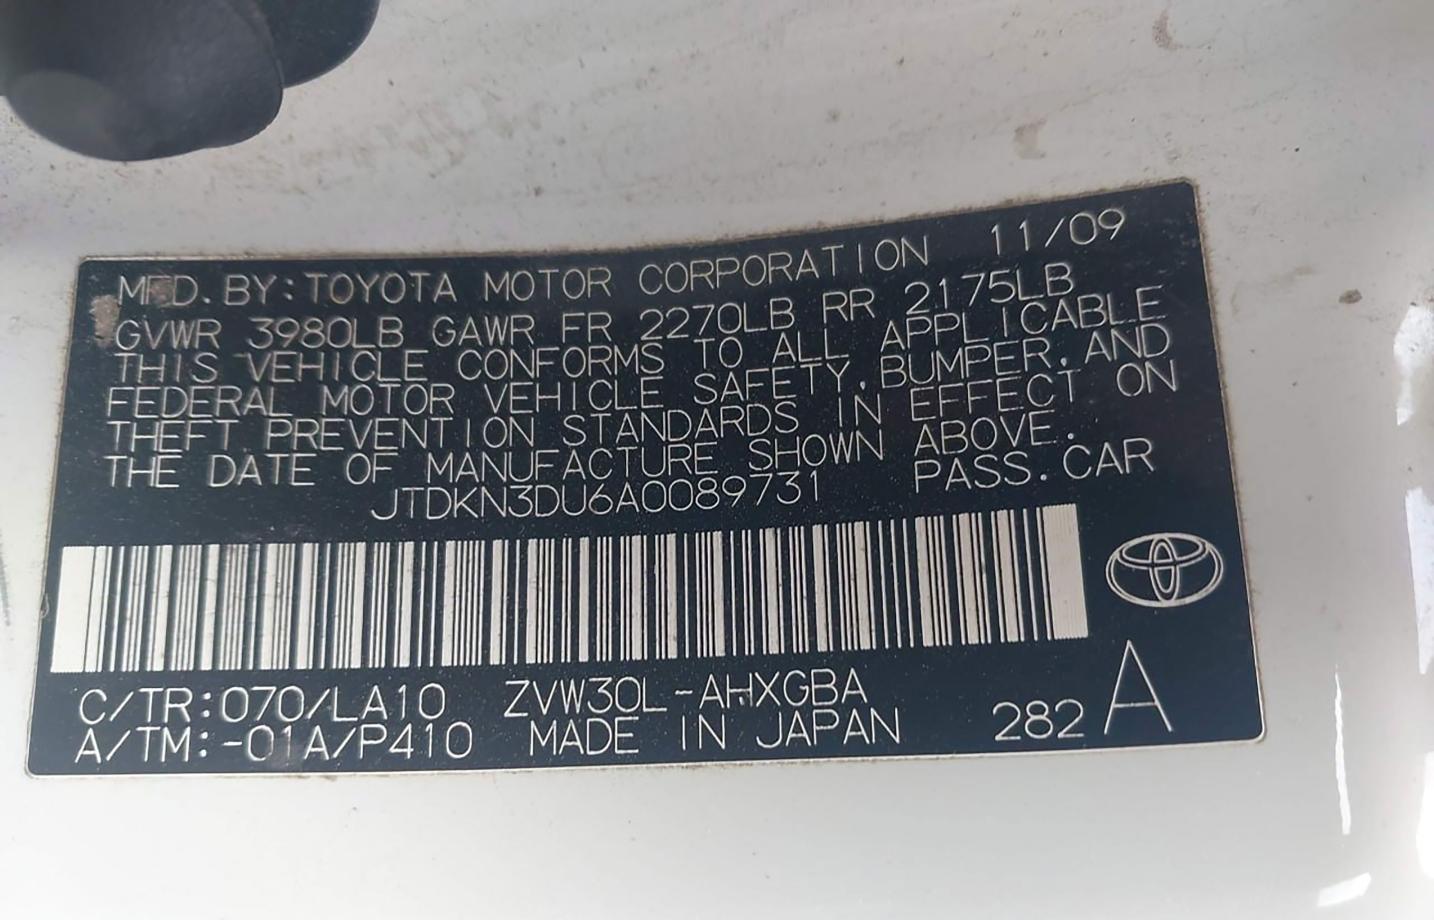 MFD. BY: TOYOTA MOTOR CORPORATION 11/09
GVWR 3980LB GAWR FR 2270LB RR 2175LB
THIS VEHICLE CONFORMS TO ALL APPLICABLE
FEDERAL MOTOR VEHICLE SAFETY, BUMPER, AND
THEFT PREVENTION STANDARDS IN EFFECT ON
THE DATE OF MANUFACTURE SHOWN ABOVE.
JTDKN3DU6A0089731 PASS. CAR
C/TR: 070/LA10 ZVW30L-AHXGBA
A/TM: -01A/P410 MADE IN JAPAN 282 A